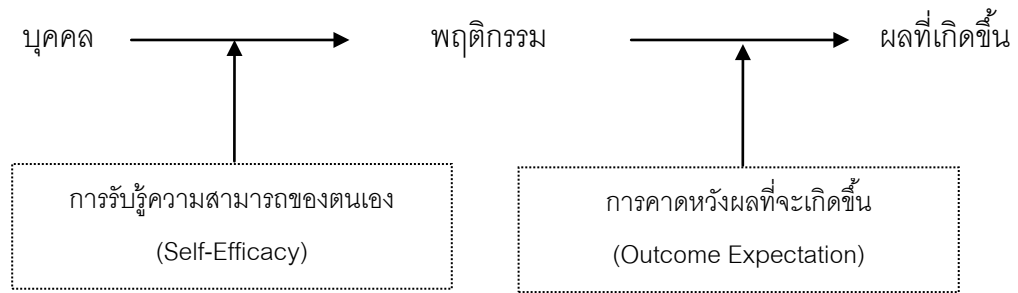 บุคคล พฤติกรรม ผลที่เกิดขึ้น
การรับรู้ความสามารถของตนเอง
(Self-Efficacy)
การคาดหวังผลที่จะเกิดขึ้น
(Outcome Expectation)